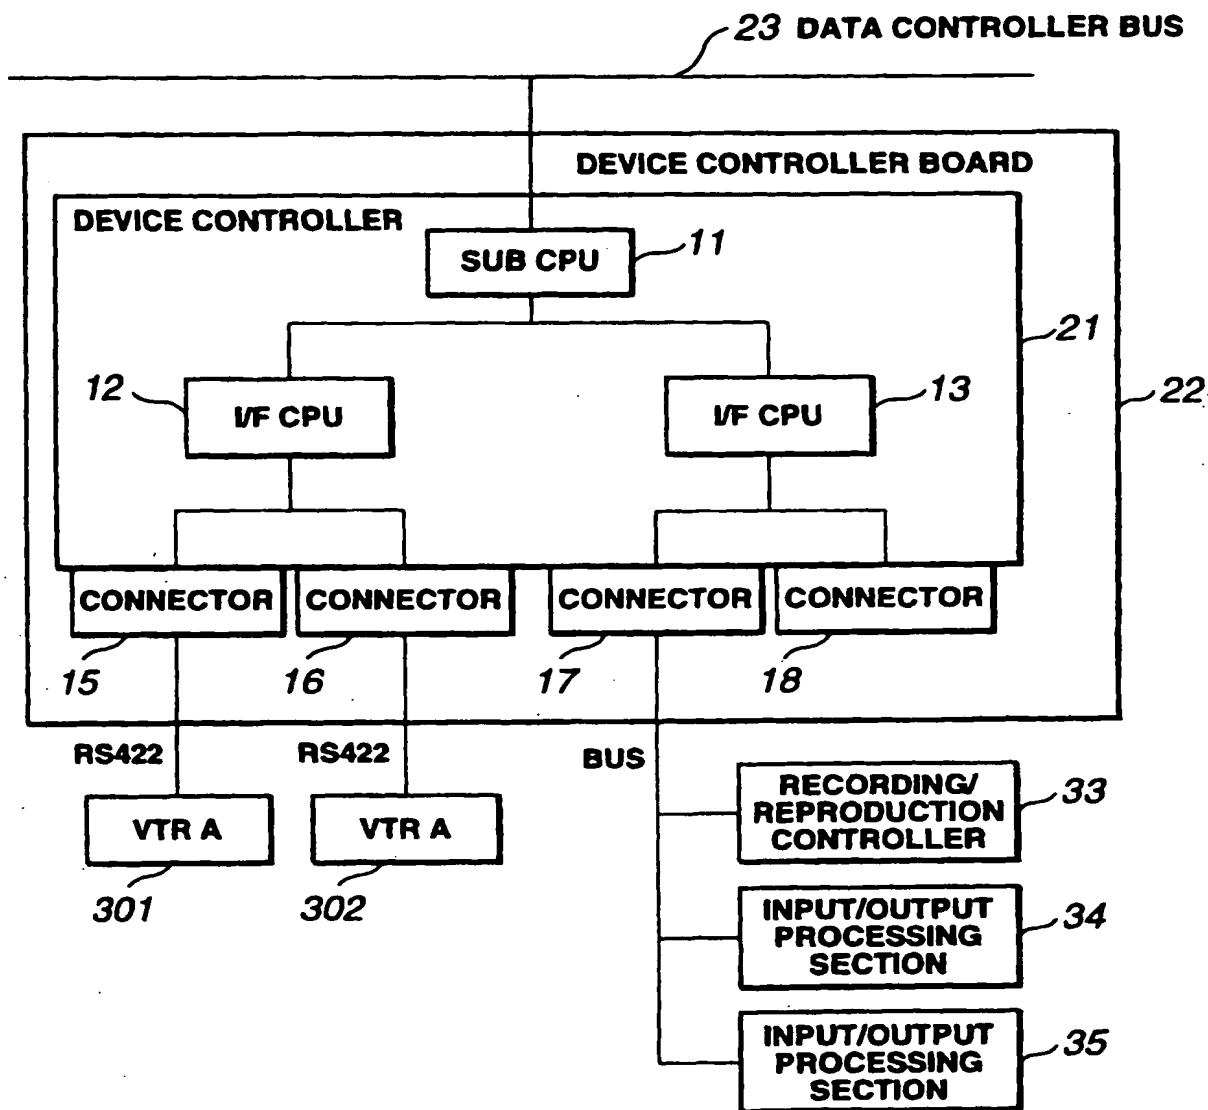 23 DATA CONTROLLER BUS
DEVICE CONTROLLER BOARD
DEVICE CONTROLLER
SUB CPU
11
21
12
I/F CPU
I/F CPU
13
22
CONNECTOR
CONNECTOR
CONNECTOR
CONNECTOR
15
16
17
18
RS422
RS422
BUS
VTR A
VTR A
301
302
RECORDING/
REPRODUCTION
CONTROLLER
33
INPUT/OUTPUT
PROCESSING
SECTION
34
INPUT/OUTPUT
PROCESSING
SECTION
35